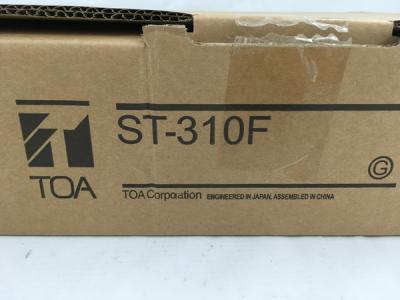 ST-310F
G
TOA
TOA Corporation ENGINEERED IN JAPAN, ASSEMBLED IN CHINA